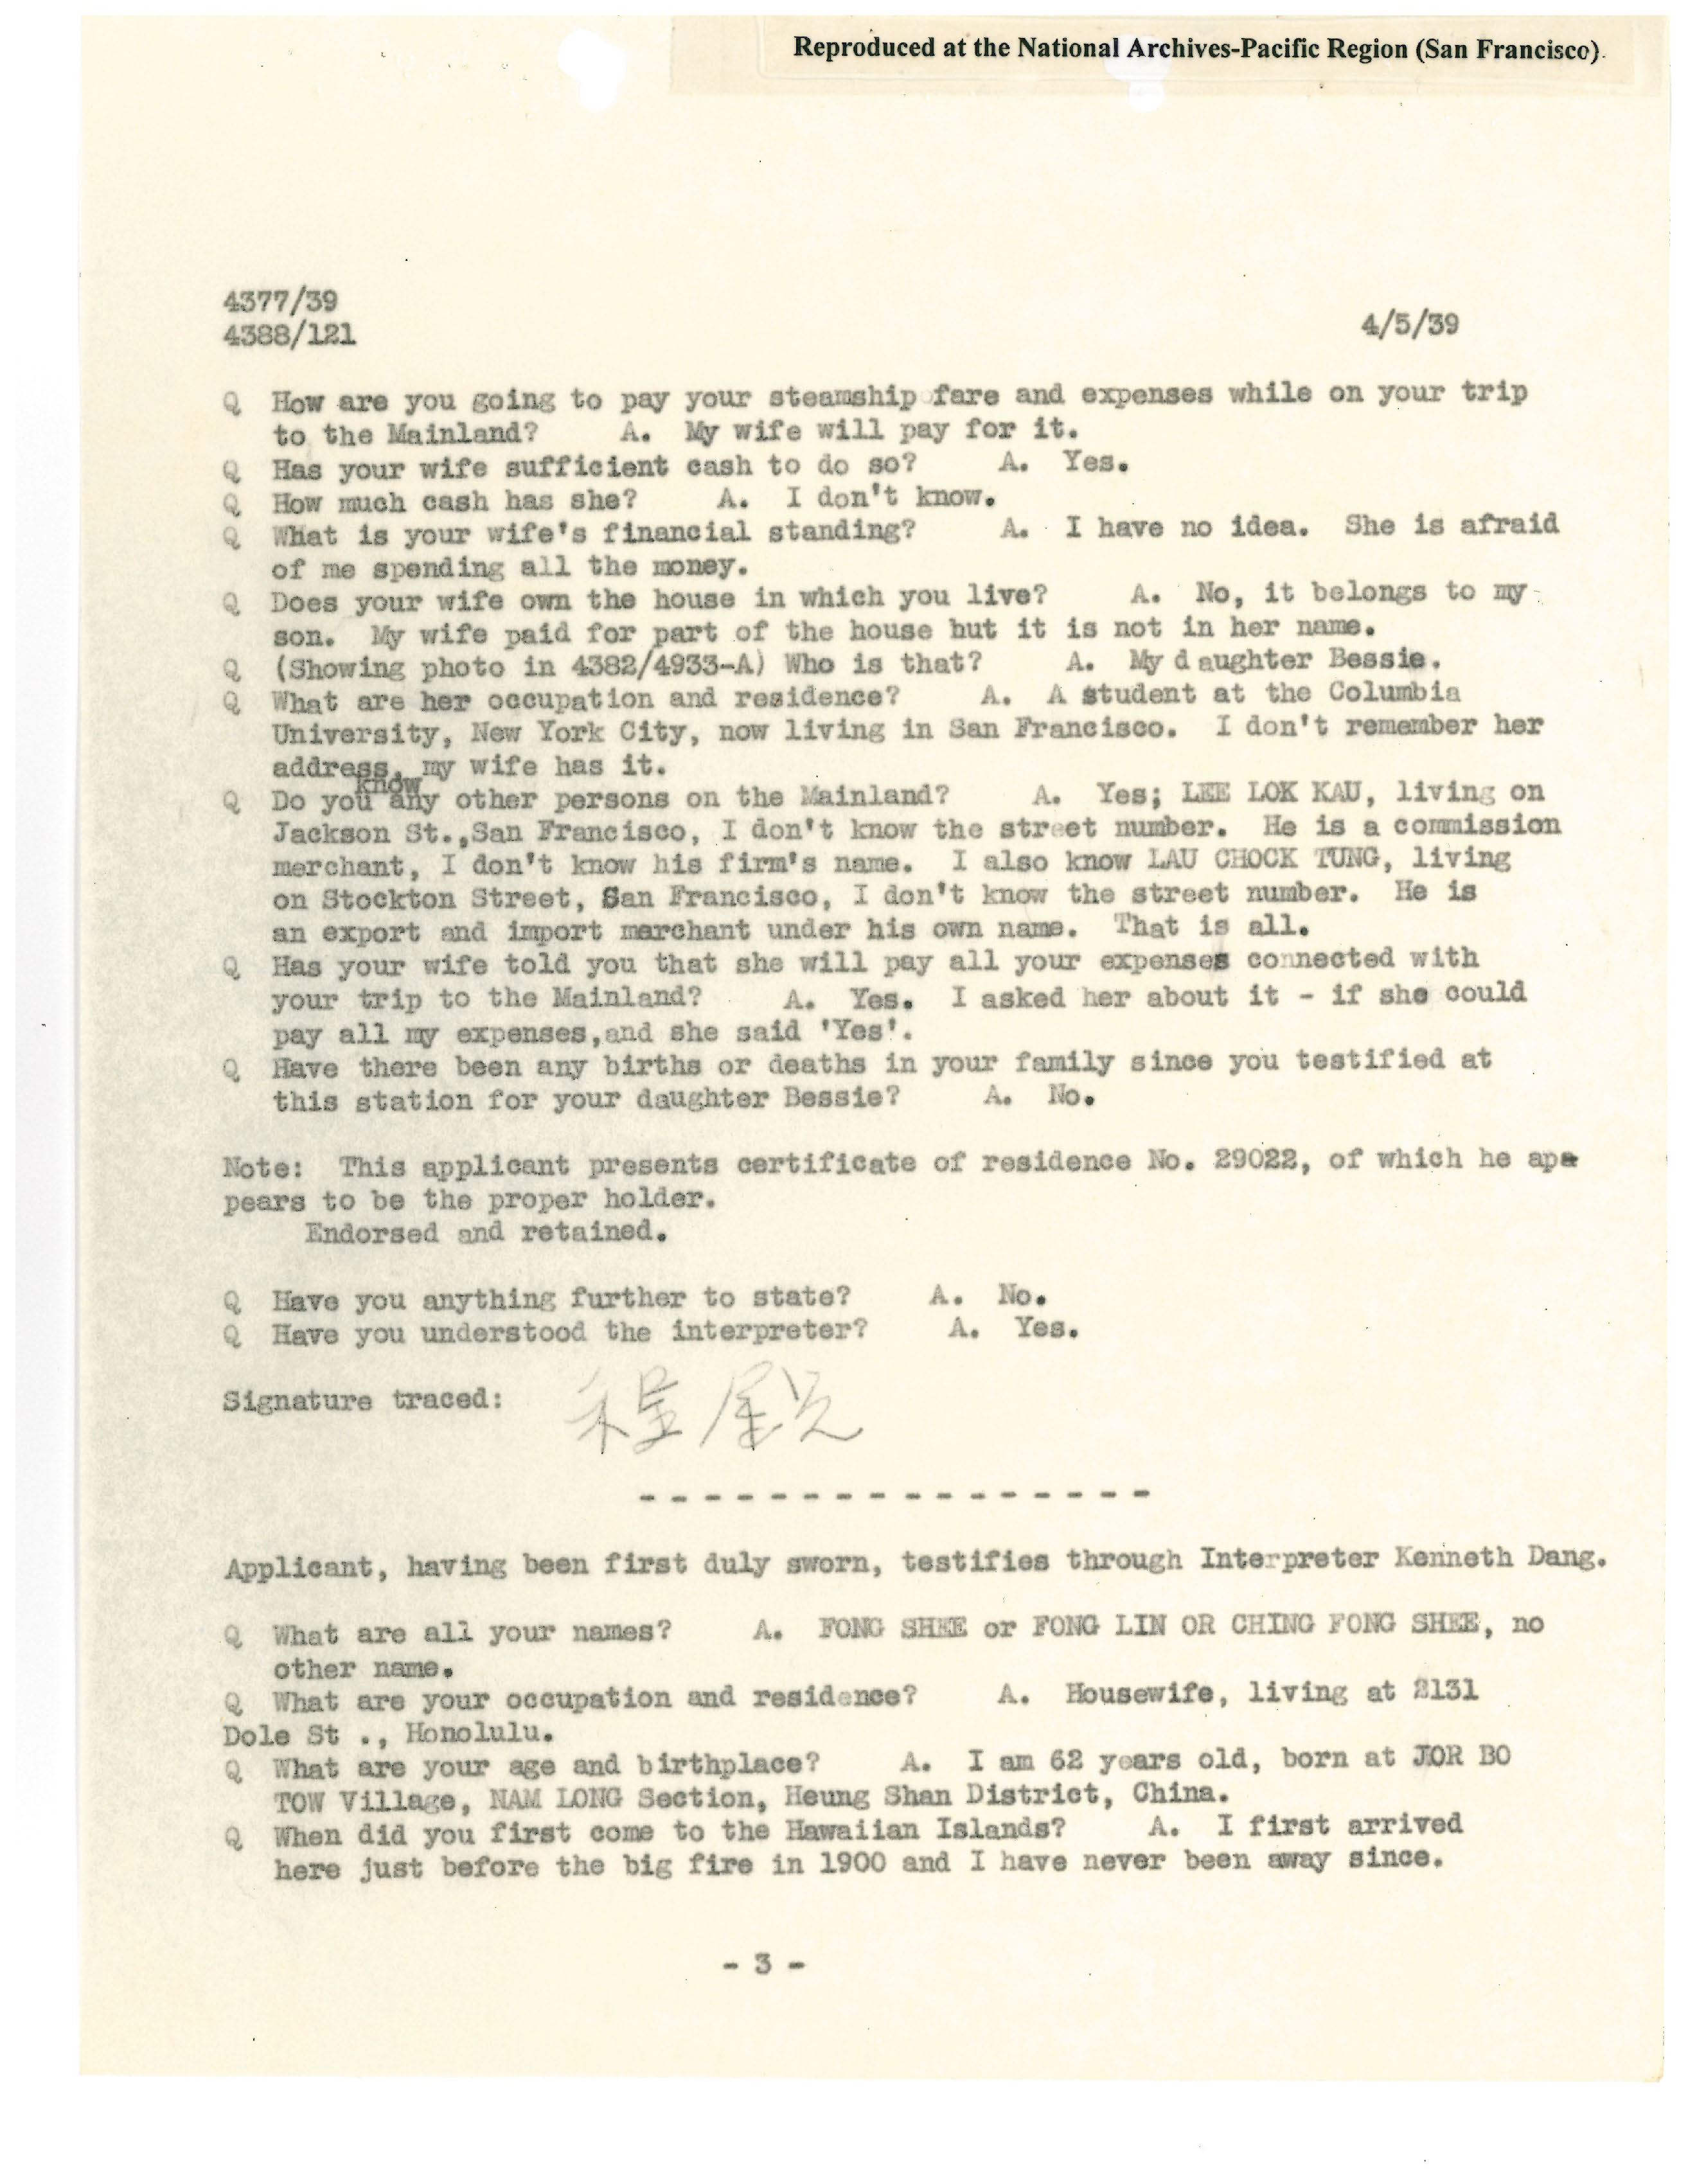 Reproduced at the National Archives-Pacific Region (San Francisco).
4377/39
4388/121
4/5/39
Q How are you going to pay your steamship fare and expenses while on your trip
to the Mainland? A. My wife will pay for it.
Q Has your wife sufficient cash to do so? A. Yes.
Q How much cash has she? A. I don't know.
Q What is your wife's financial standing? A. I have no idea. She is afraid
of me spending all the money.
Q Does your wife own the house in which you live? A. No, it belongs to my
son. My wife paid for part of the house but it is not in her name.
Q (Showing photo in 4382/4933-A) Who is that? A. My d aughter Bessie.
Q What are her occupation and residence? A. A student at the Columbia
University, New York City, now living in San Francisco. I don't remember her
address, my wife has it.
know
Q Do you any other persons on the Mainland? A. Yes; LEE LOK KAU, living on
Jackson St.,San Francisco, I don't know the street number. He is a commission
merchant, I don't know his firm's name. I also know LAU CHOCK TUNG, living
on Stockton Street, San Francisco, I don't know the street number. He is
an export and import merchant under his own name. That is all.
Q Has your wife told you that she will pay all your expenses connected with
your trip to the Mainland? A. Yes. I asked her about it - if she could
pay all my expenses,and she said 'Yes'.
Q Have there been any births or deaths in your family since you testified at
this station for your daughter Bessie? A. No.
Note: This applicant presents certificate of residence No. 29022, of which he ap-
pears to be the proper holder.
Endorsed and retained.
Q Have you anything further to state? A. No.
Q Have you understood the interpreter? A. Yes.
Signature traced: 程
- - - - - - - - - - - - - - - -
Applicant, having been first duly sworn, testifies through Interpreter Kenneth Dang.
Q What are all your names? A. FONG SHEE or FONG LIN OR CHING FONG SHEE, no
other name.
Q What are your occupation and residence? A. Housewife, living at 2131
Dole St ., Honolulu.
Q What are your age and birthplace? A. I am 62 years old, born at JOR BO
TOW Village, NAM LONG Section, Heung Shan District, China.
Q When did you first come to the Hawaiian Islands? A. I first arrived
here just before the big fire in 1900 and I have never been away since.
- 3 -